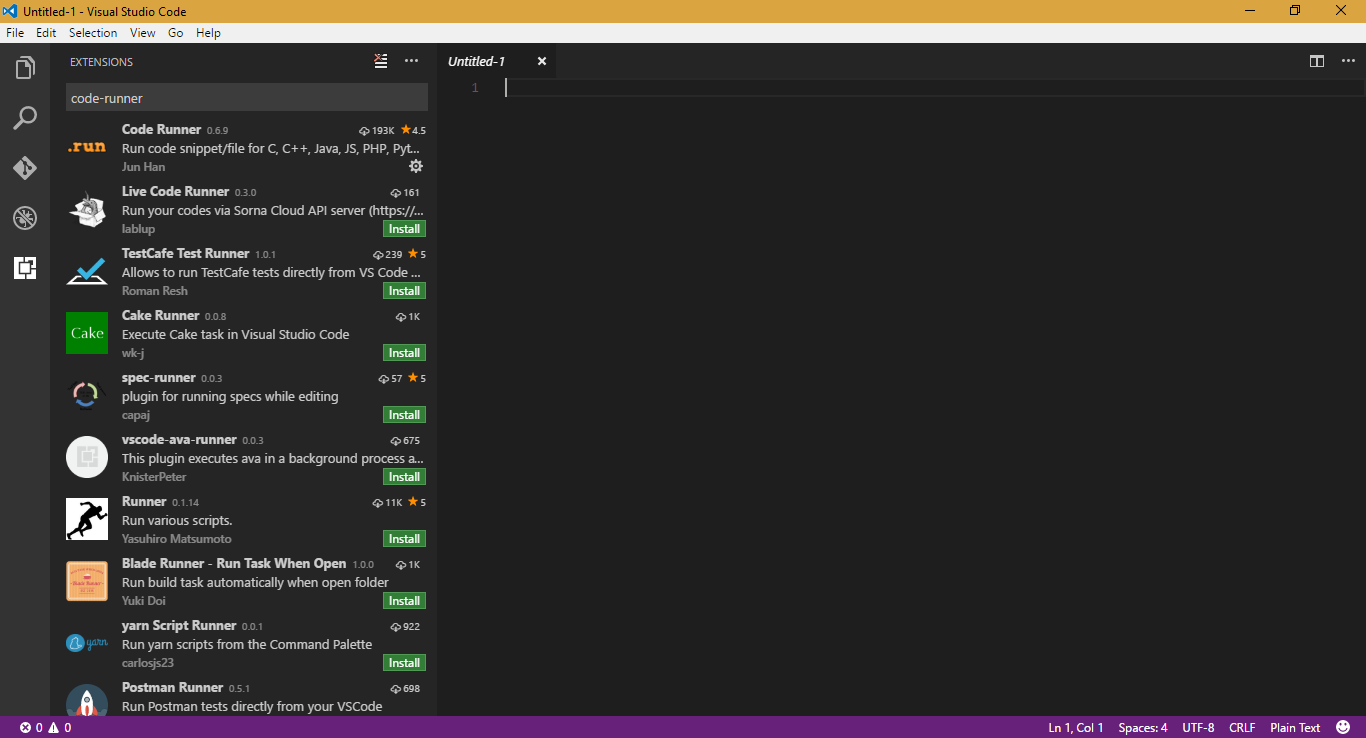 Untitled-1 - Visual Studio Code
File Edit Selection View Go Help
EXTENSIONS
Untitled-1
code-runner
1
.run
Code Runner 0.6.9 193K 4.5
Run code snippet/file for C, C++, Java, JS, PHP, Pyt...
Jun Han
Live Code Runner 0.3.0 161
Run your codes via Sorna Cloud API server (https://...
lablup Install
TestCafe Test Runner 1.0.1 239 5
Allows to run TestCafe tests directly from VS Code ...
Roman Resh Install
Cake
Cake Runner 0.0.8 1K
Execute Cake task in Visual Studio Code
wk-j Install
spec-runner 0.0.3 57 5
plugin for running specs while editing
capaj Install
vscode-ava-runner 0.0.3 675
This plugin executes ava in a background process a...
KnisterPeter Install
Runner 0.1.14 11K 5
Run various scripts.
Yasuhiro Matsumoto Install
Blade Runner - Run Task When Open 1.0.0 1K
Run build task automatically when open folder
Yuki Doi Install
yarn
yarn Script Runner 0.0.1 922
Run yarn scripts from the Command Palette
carlosjs23 Install
Postman Runner 0.5.1 698
Run Postman tests directly from your VSCode
0 0 Ln 1, Col 1 Spaces: 4 UTF-8 CRLF Plain Text